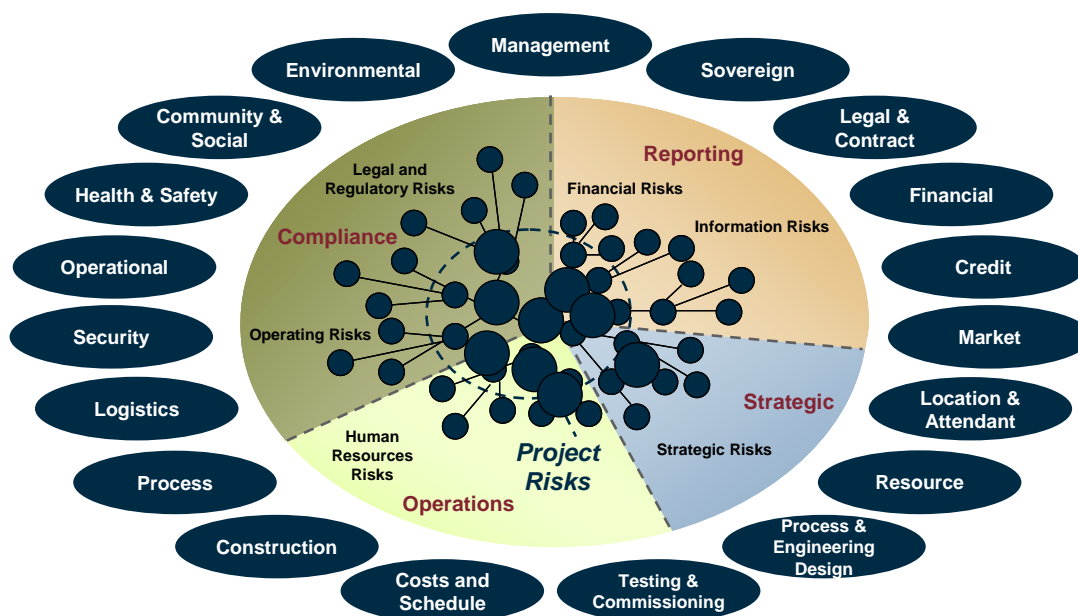 Management
Environmental
Sovereign
Community &
Social
Legal &
Contract
Health & Safety
Financial
Operational
Credit
Security
Market
Logistics
Location &
Attendant
Process
Resource
Construction
Process &
Engineering
Design
Costs and
Schedule
Testing &
Commissioning
Legal and
Regulatory Risks
Compliance
Operating Risks
Reporting
Financial Risks
Information Risks
Strategic
Strategic Risks
Human
Resources
Risks
Operations
Project
Risks